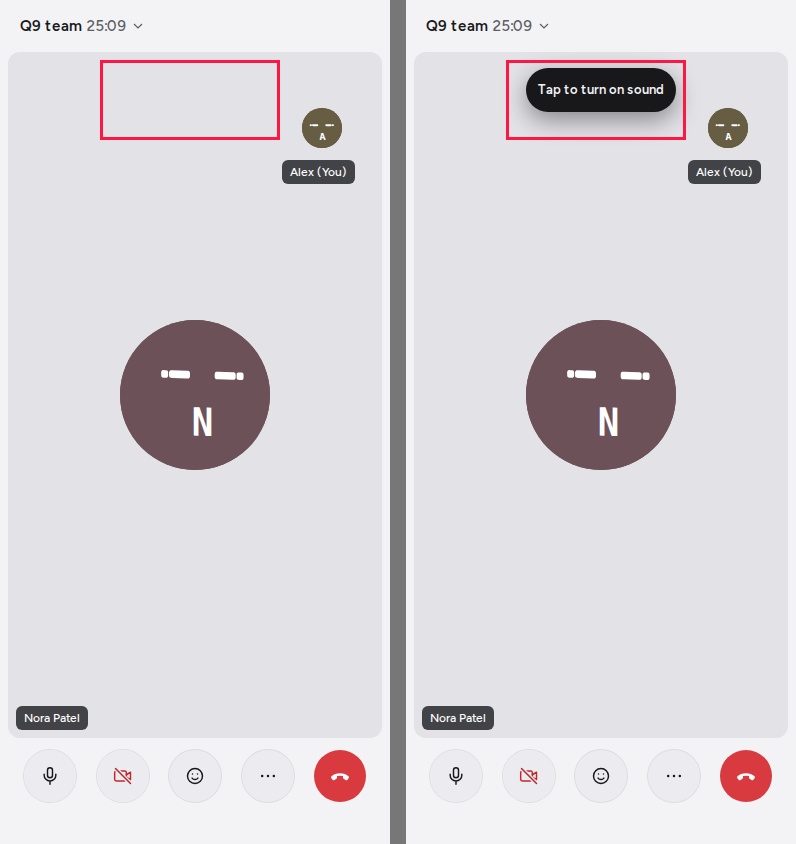 Q9 team 25:09
A
Alex (You)
N
Nora Patel
Q9 team 25:09
Tap to turn on sound
A
Alex (You)
N
Nora Patel